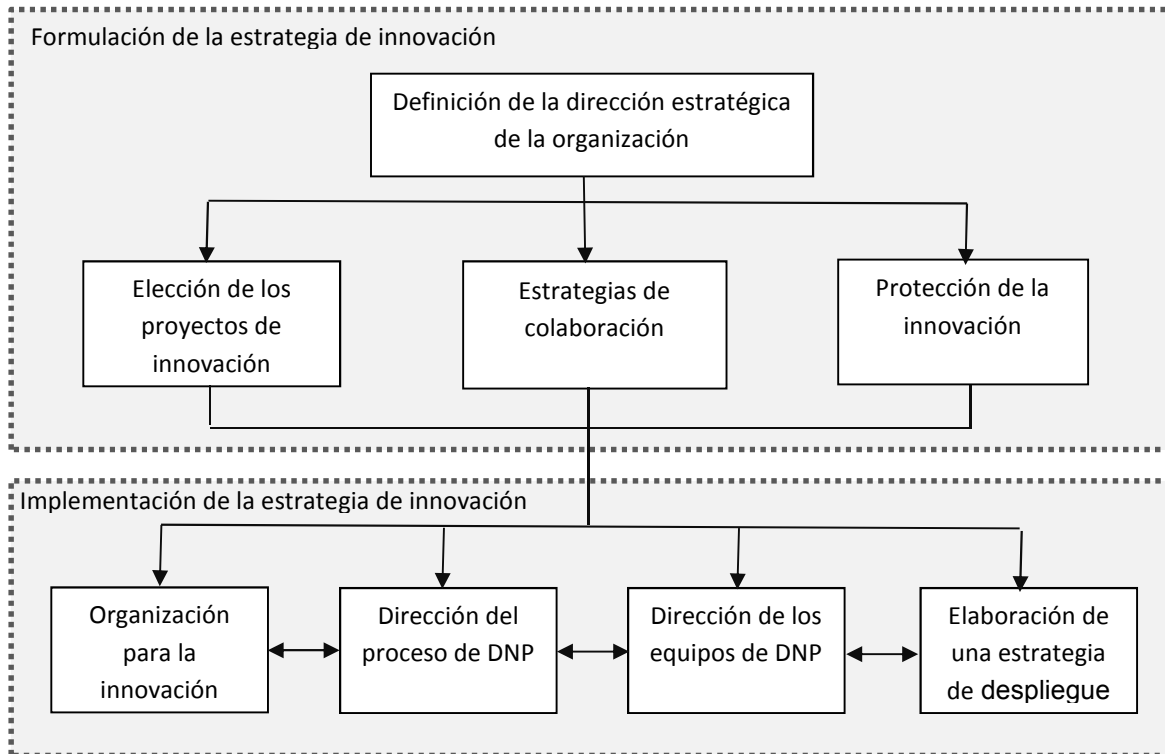 Formulación de la estrategia de innovación
Definición de la dirección estratégica
de la organización
Elección de los
proyectos de
innovación
Estrategias de
colaboración
Protección de la
innovación
Implementación de la estrategia de innovación
Organización
para la
innovación
Dirección del
proceso de DNP
Dirección de los
equipos de DNP
Elaboración de
una estrategia
de despliegue